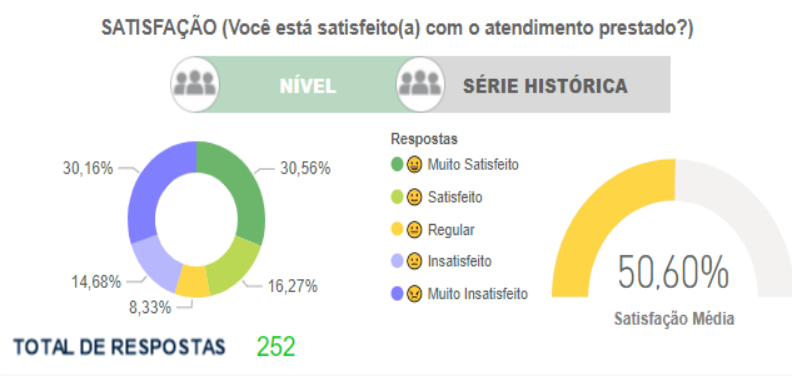 SATISFAÇÃO (Você está satisfeito(a) com o atendimento prestado?)
NÍVEL
SÉRIE HISTÓRICA
30,16%
30,56%
14,68%
16,27%
8,33%
Respostas
Muito Satisfeito
Satisfeito
Regular
Insatisfeito
Muito Insatisfeito
50,60%
Satisfação Média
TOTAL DE RESPOSTAS 252